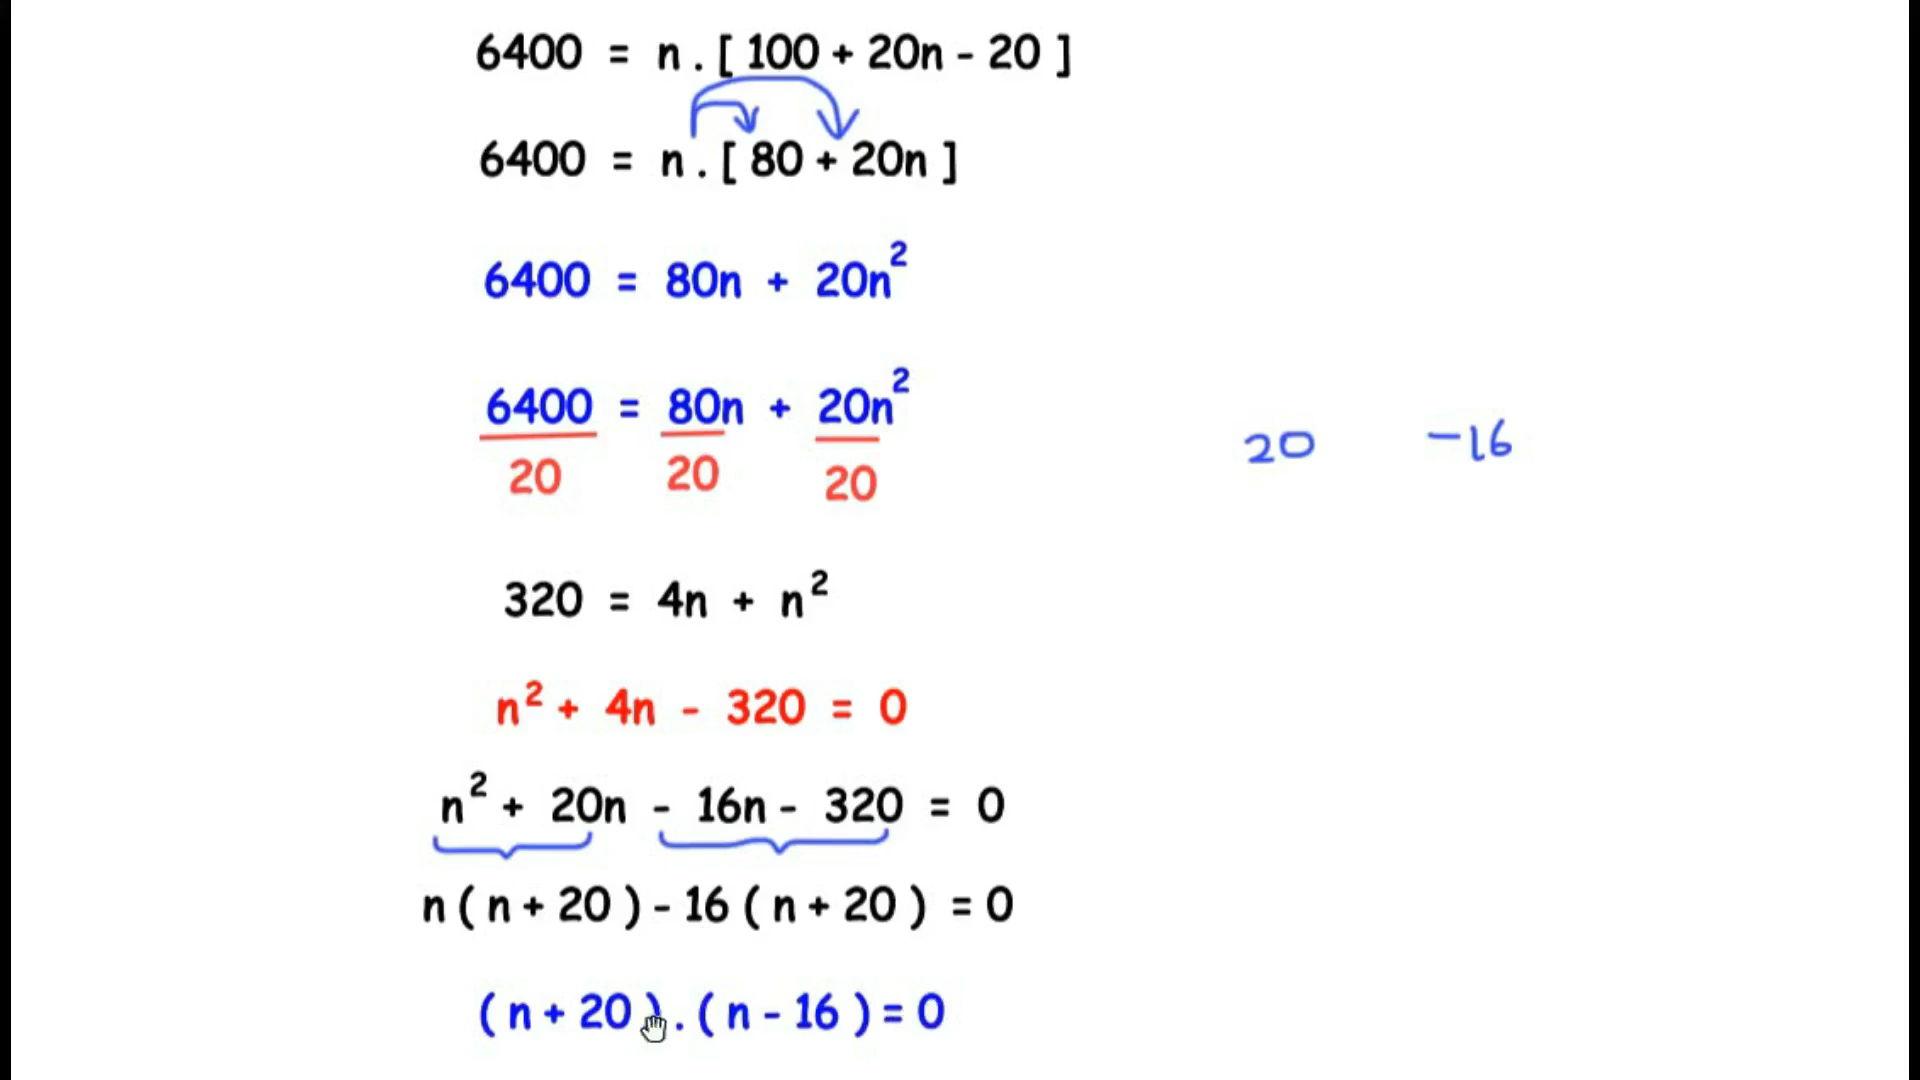 6400 = n . [ 100 + 20n - 20 ]
6400 = n . [ 80 + 20n ]
6400 = 80n + 20n²
6400 = 80n + 20n²
20 20 20
20 -16
320 = 4n + n²
n² + 4n - 320 = 0
n² + 20n - 16n - 320 = 0
n ( n + 20 ) - 16 ( n + 20 ) = 0
( n + 20 ) . ( n - 16 ) = 0